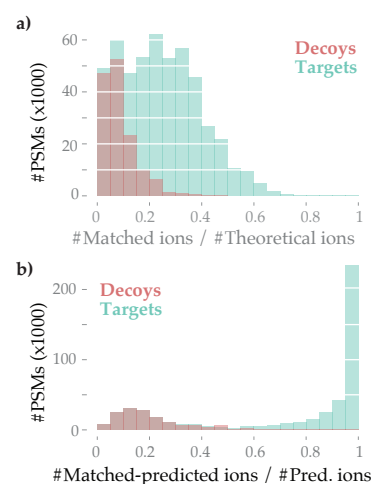 a)
Decoys
Targets
#PSMs (x1000)
60
40
20
0
0 0.2 0.4 0.6 0.8 1
#Matched ions / #Theoretical ions
b)
Decoys
Targets
#PSMs (x1000)
200
100
0
0 0.2 0.4 0.6 0.8 1
#Matched-predicted ions / #Pred. ions